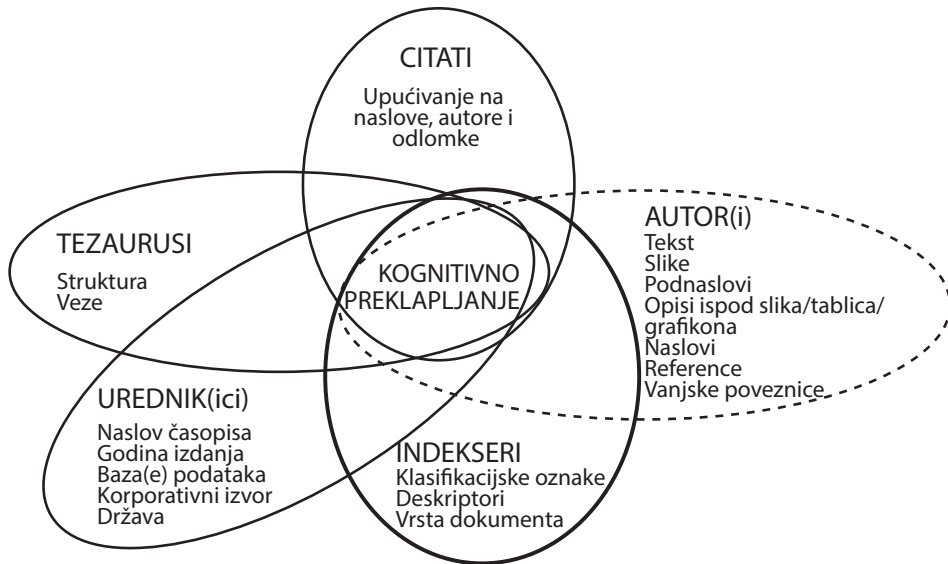 CITATI
Upućivanje na
naslove, autore i
odlomke
TEZAURUSI
Struktura
Veze
KOGNITIVNO
PREKLAPLJANJE
AUTOR(i)
Tekst
Slike
Podnaslovi
Opisi ispod slika/tablica/
grafikona
Naslovi
Reference
Vanjske poveznice
UREDNIK(ici)
Naslov časopisa
Godina izdanja
Baza(e) podataka
Korporativni izvor
Država
INDEKSERI
Klasifikacijske oznake
Deskriptori
Vrsta dokumenta